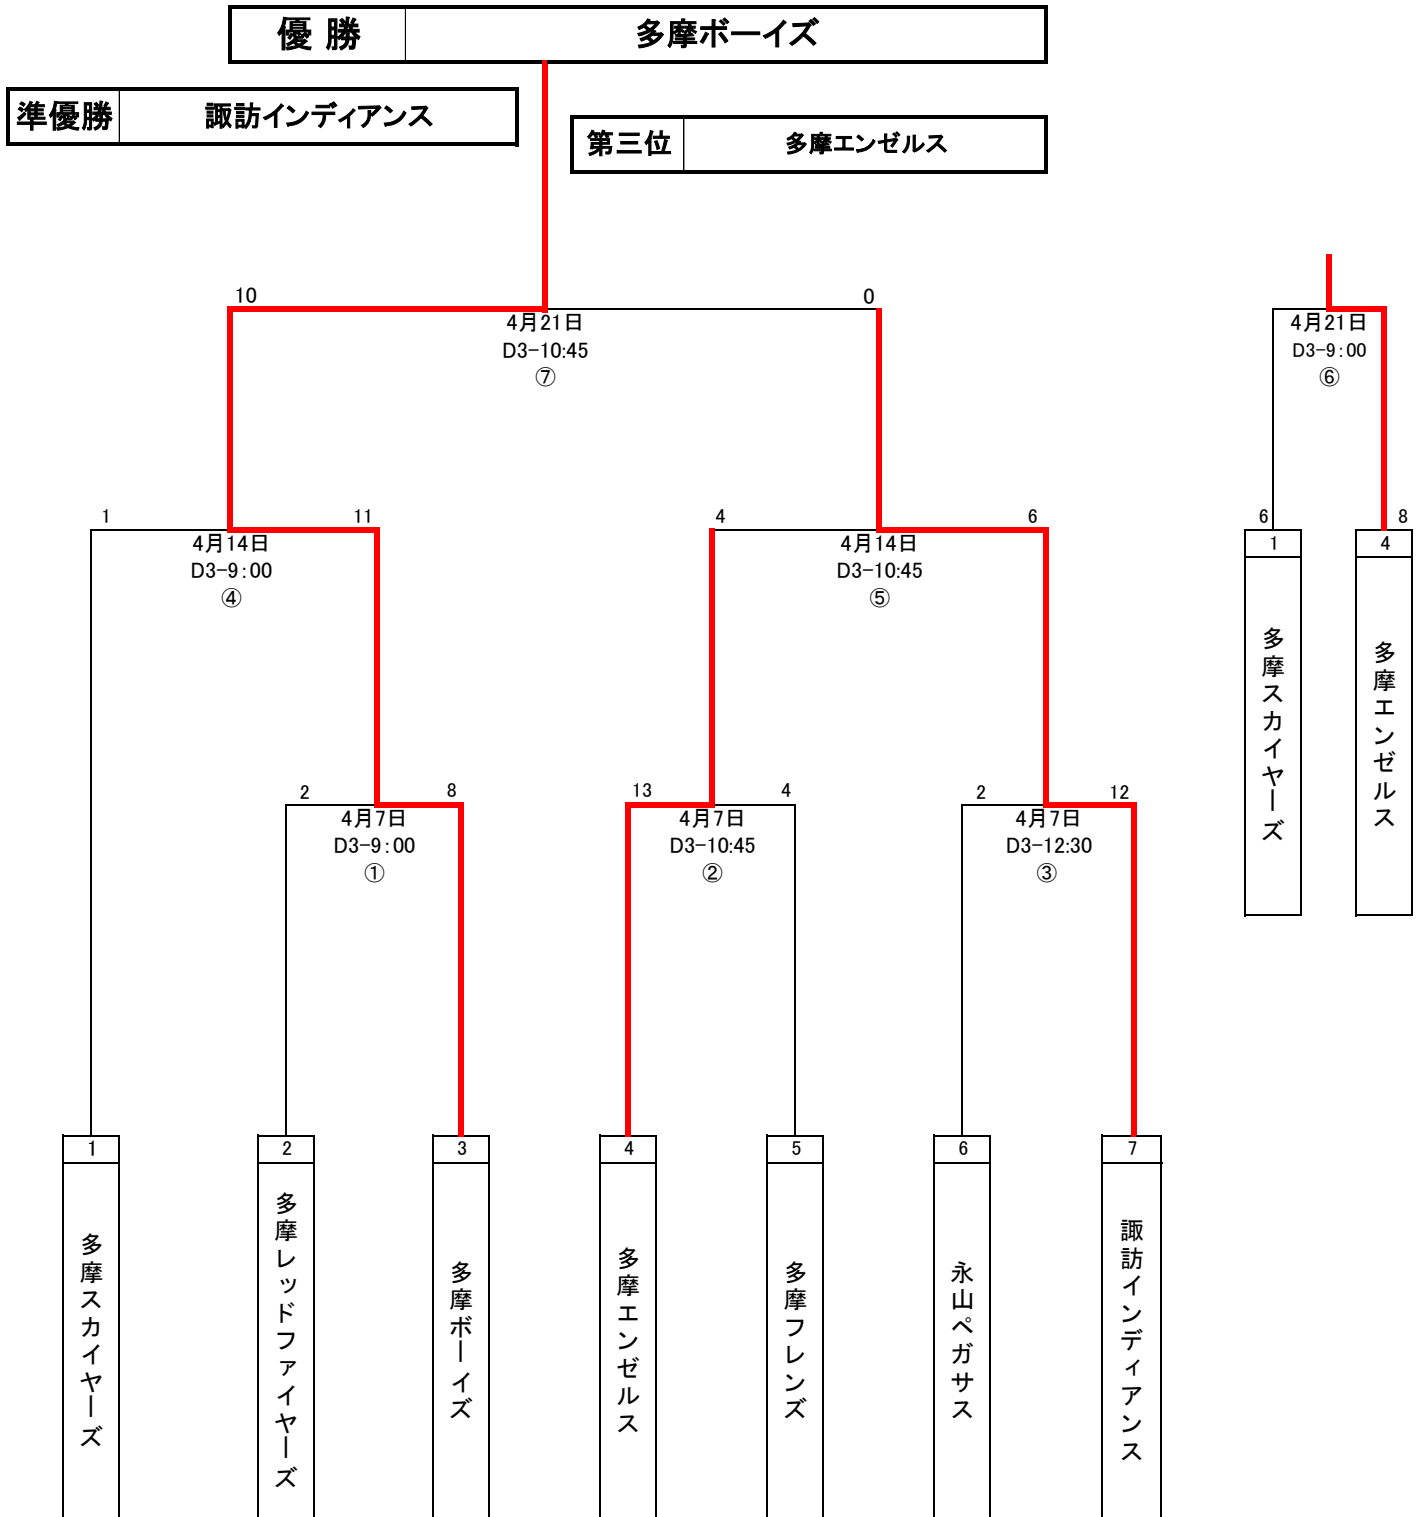 優 勝 多摩ボーイズ
準優勝 諏訪インディアンス
第三位 多摩エンゼルス
10 0
4月21日
D3-10:45
⑦
4月21日
D3-9:00
⑥
6 8
1 4
多摩スカイヤーズ
多摩エンゼルス
1 11
4月14日
D3-9:00
④
4 6
4月14日
D3-10:45
⑤
2 8
4月7日
D3-9:00
①
13 4
4月7日
D3-10:45
②
2 12
4月7日
D3-12:30
③
1 2 3 4 5 6 7
多摩スカイヤーズ
多摩レッドファイヤーズ
多摩ボーイズ
多摩エンゼルス
多摩フレンズ
永山ペガサス
諏訪インディアンス